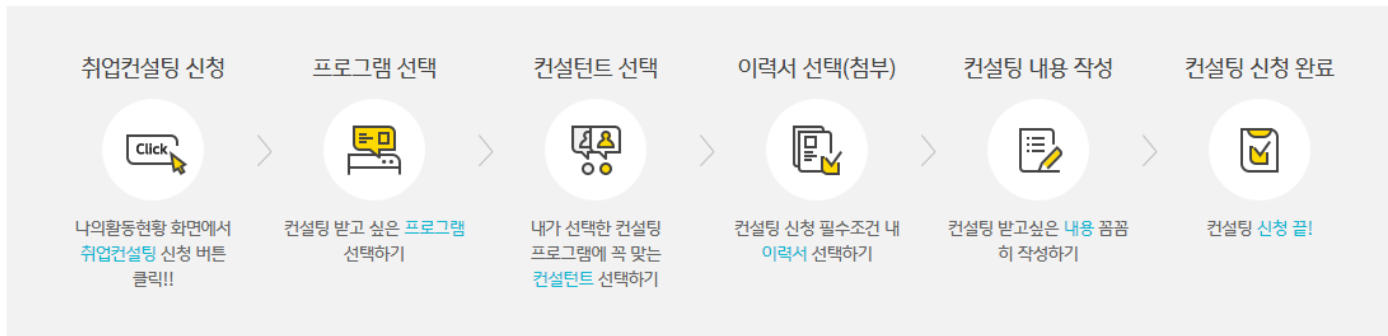 취업컨설팅 신청
프로그램 선택
컨설턴트 선택
이력서 선택(첨부)
컨설팅 내용 작성
컨설팅 신청 완료
Click
나의활동현황 화면에서
취업컨설팅 신청 버튼
클릭!!
컨설팅 받고 싶은 프로그램
선택하기
내가 선택한 컨설팅
프로그램에 꼭 맞는
컨설턴트 선택하기
컨설팅 신청 필수조건 내
이력서 선택하기
컨설팅 받고싶은 내용 꼼꼼
히 작성하기
컨설팅 신청 끝!